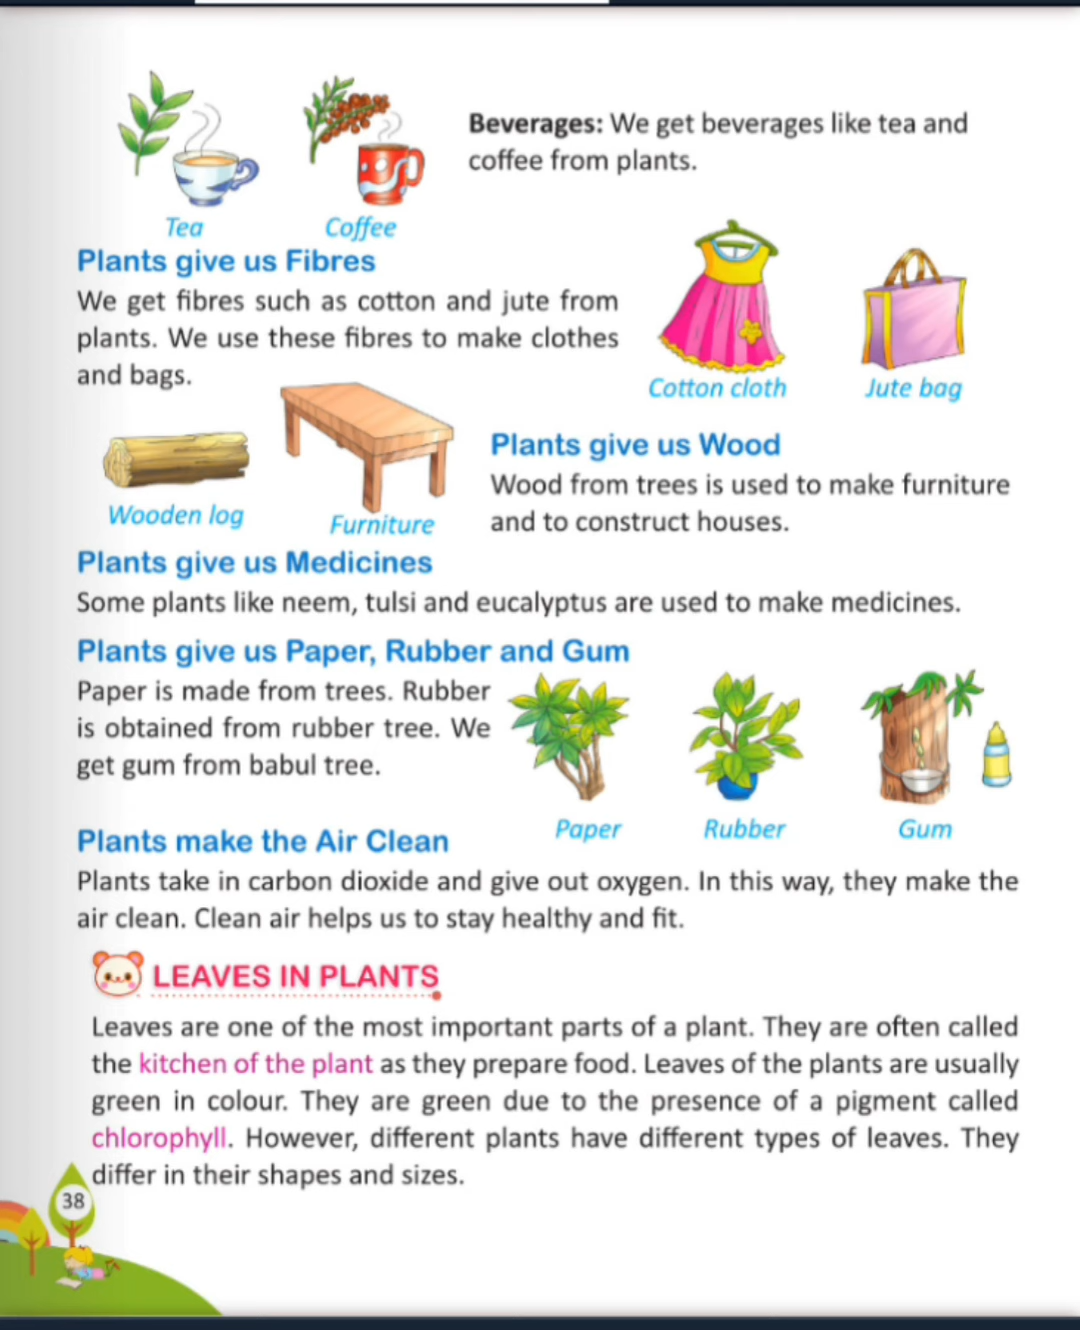 Beverages: We get beverages like tea and
coffee from plants.
Tea
Coffee
Plants give us Fibres
We get fibres such as cotton and jute from
plants. We use these fibres to make clothes
and bags.
Cotton cloth
Jute bag
Wooden log
Furniture
Plants give us Wood
Wood from trees is used to make furniture
and to construct houses.
Plants give us Medicines
Some plants like neem, tulsi and eucalyptus are used to make medicines.
Plants give us Paper, Rubber and Gum
Paper is made from trees. Rubber
is obtained from rubber tree. We
get gum from babul tree.
Paper
Rubber
Gum
Plants make the Air Clean
Plants take in carbon dioxide and give out oxygen. In this way, they make the
air clean. Clean air helps us to stay healthy and fit.
LEAVES IN PLANTS
Leaves are one of the most important parts of a plant. They are often called
the kitchen of the plant as they prepare food. Leaves of the plants are usually
green in colour. They are green due to the presence of a pigment called
chlorophyll. However, different plants have different types of leaves. They
differ in their shapes and sizes.
38